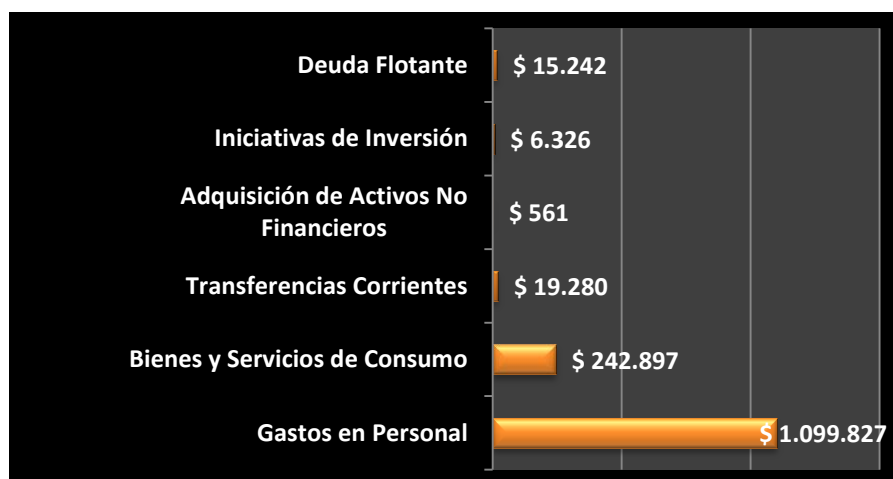 Deuda Flotante
$ 15.242
Iniciativas de Inversión
$ 6.326
Adquisición de Activos No
Financieros
$ 561
Transferencias Corrientes
$ 19.280
Bienes y Servicios de Consumo
$ 242.897
Gastos en Personal
$ 1.099.827